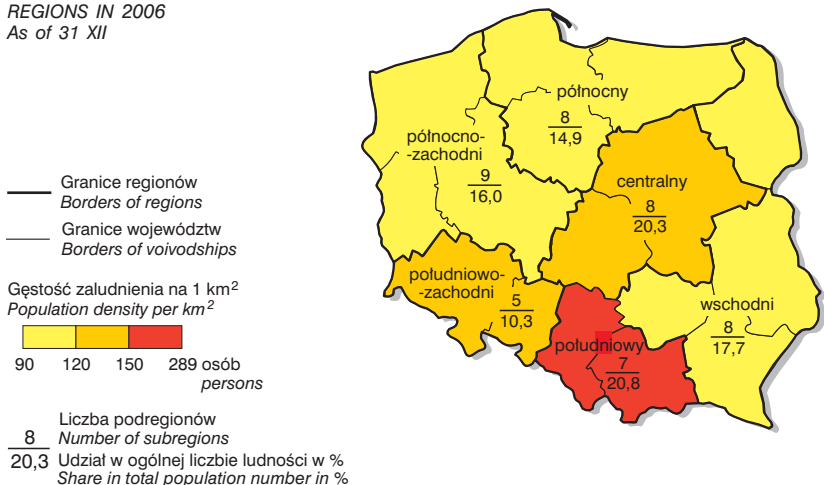 REGIONS IN 2006
As of 31 XII
północny
8
14,9
północno-
-zachodni
9
16,0
centralny
8
20,3
Granice regionów
Borders of regions
Granice województw
Borders of voivodships
południowo-
-zachodni
5
10,3
wschodni
8
17,7
południowy
7
20,8
Gęstość zaludnienia na 1 km²
Population density per km²
90 120 150 289 osób
persons
Liczba podregionów
8 Number of subregions
20,3 Udział w ogólnej liczbie ludności w %
Share in total population number in %